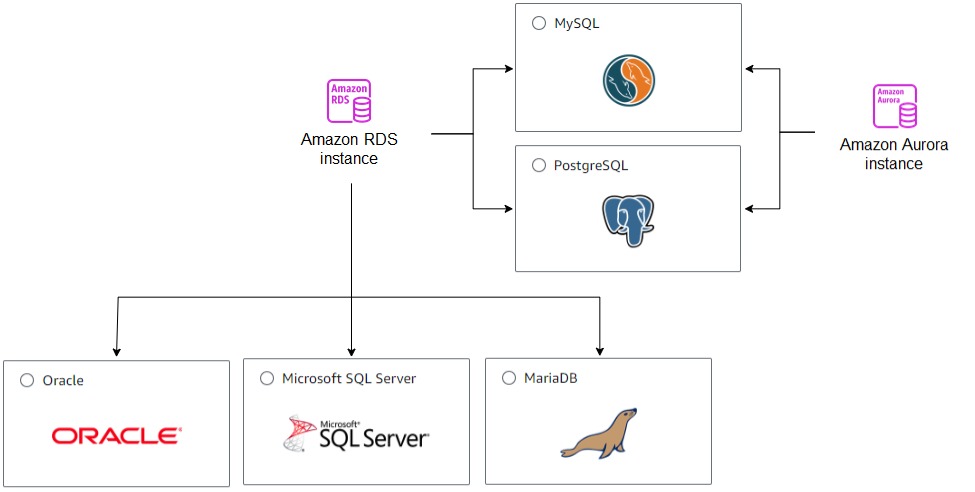 MySQL
Amazon
RDS
Amazon RDS
instance
Amazon
Aurora
Amazon Aurora
instance
PostgreSQL
Oracle
ORACLE®
Microsoft SQL Server
Microsoft®
SQL Server®
MariaDB